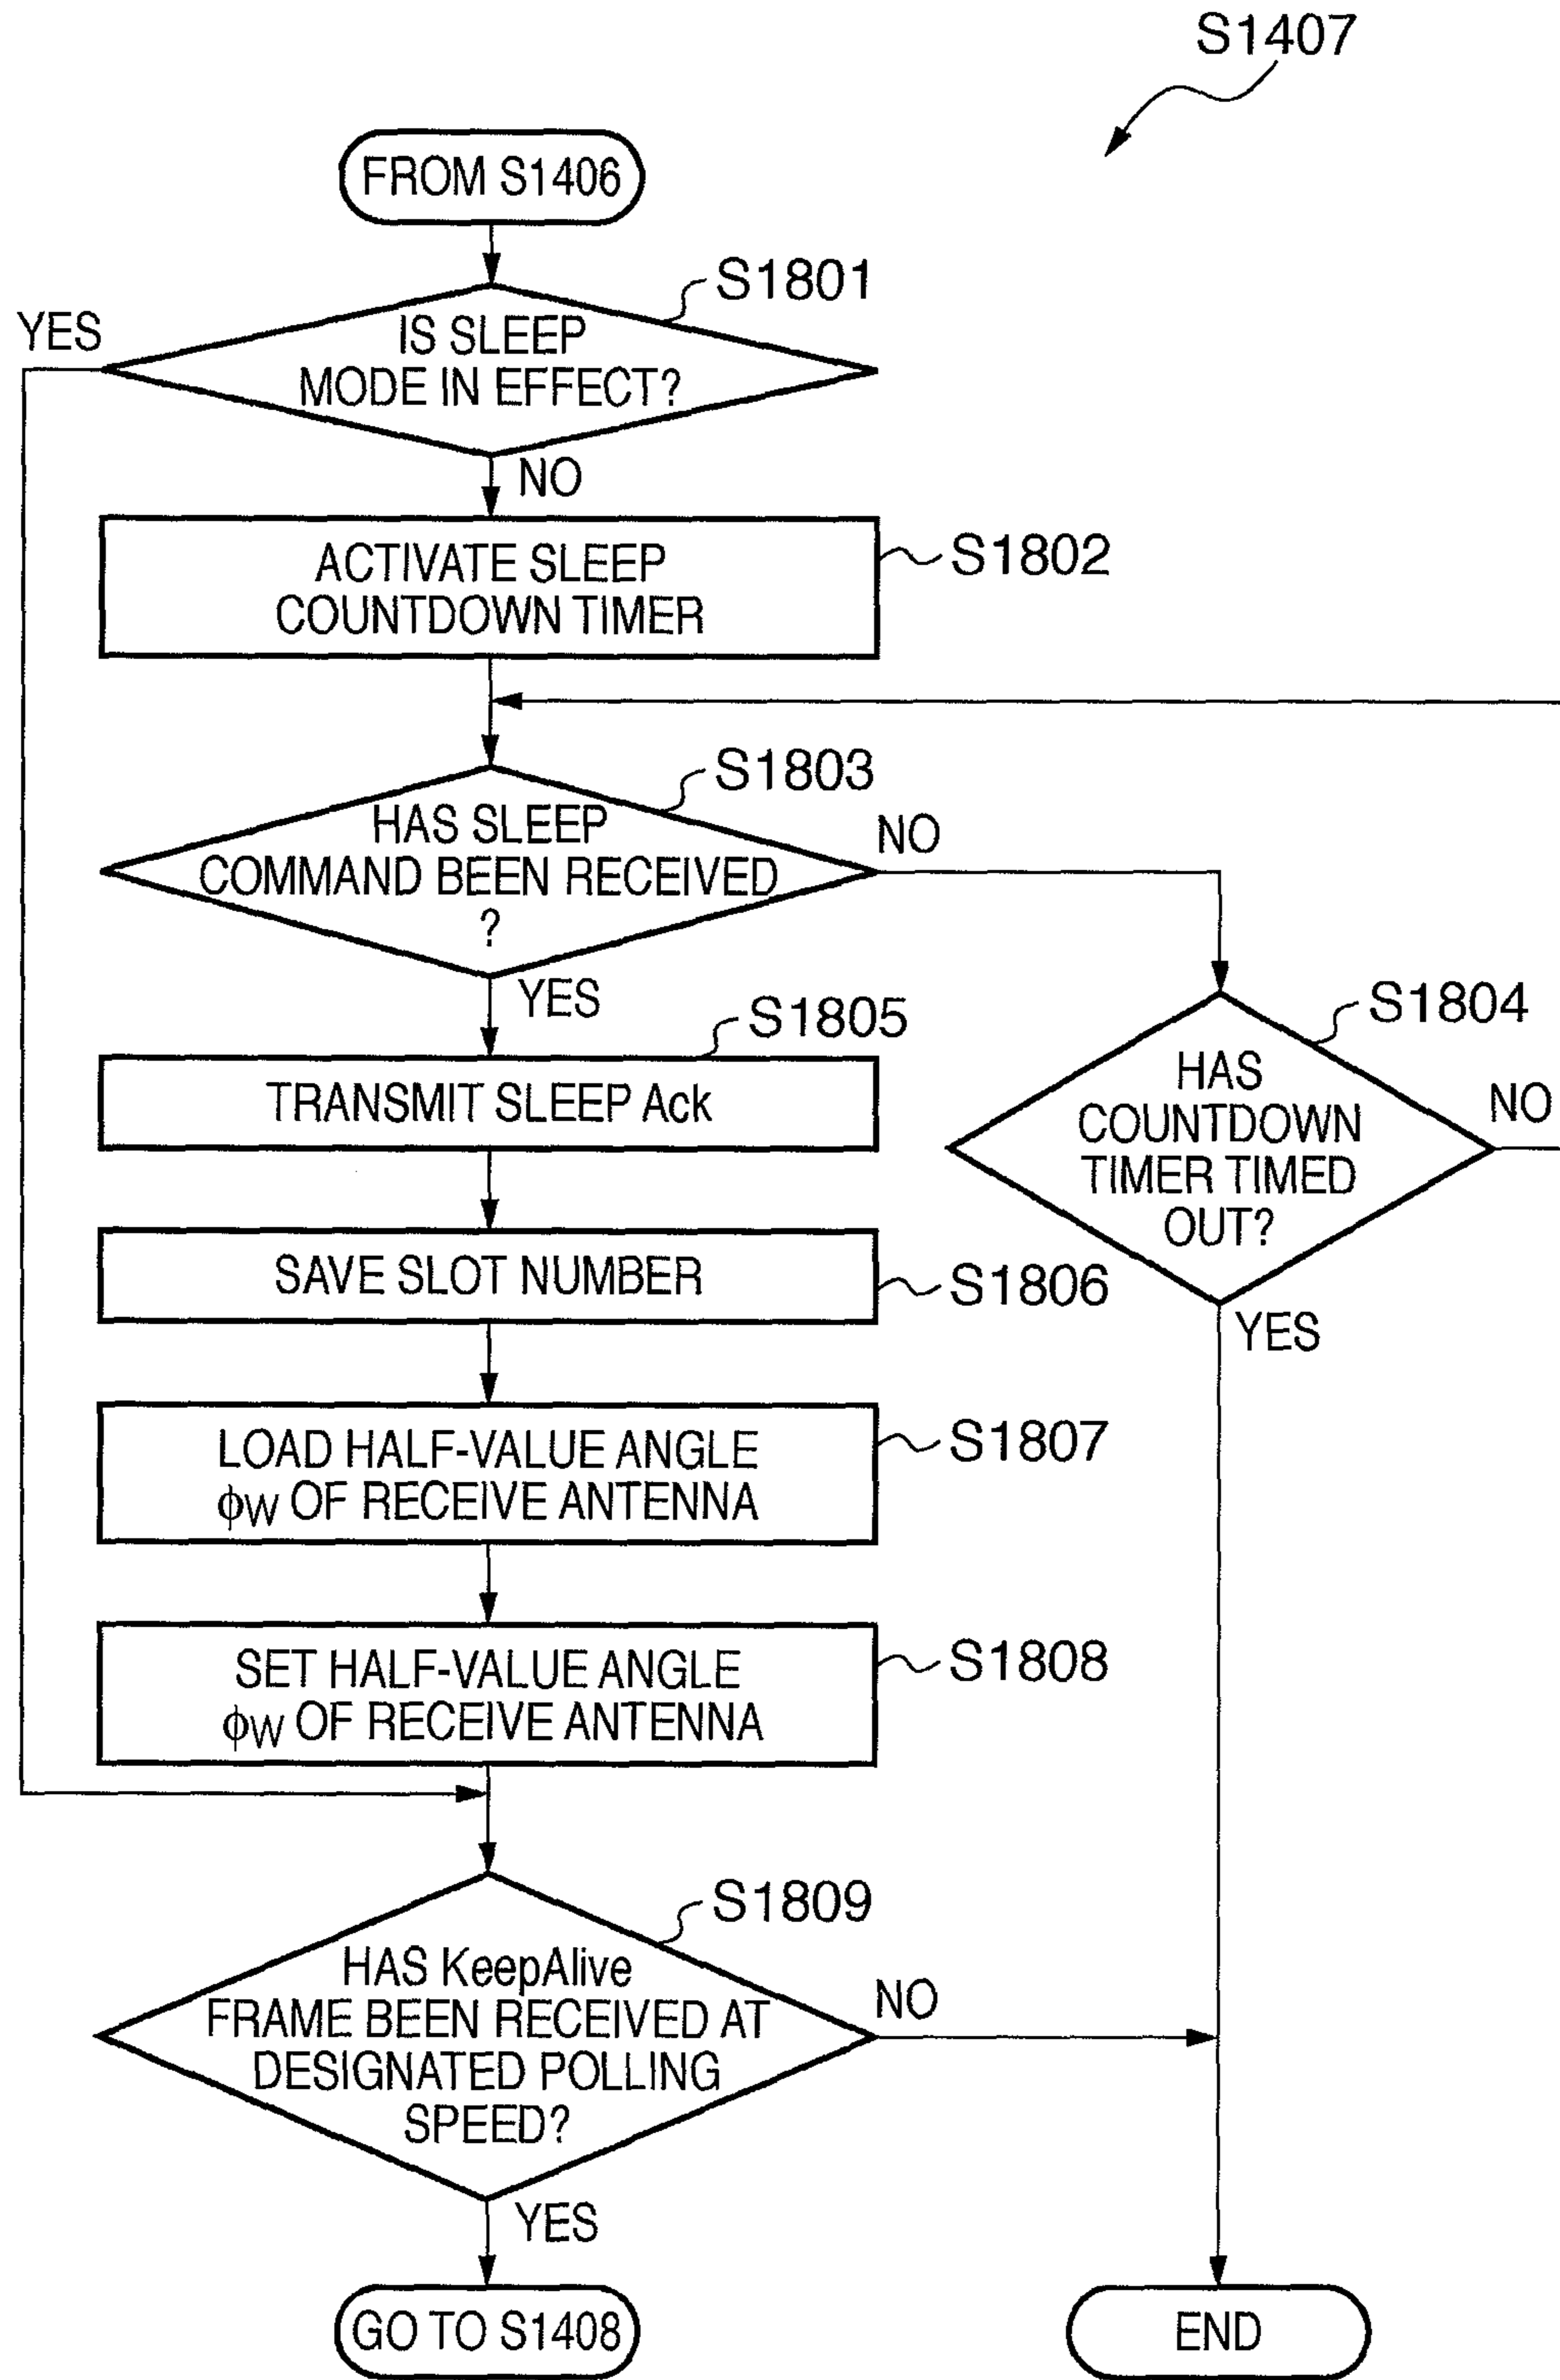 S1407
FROM S1406
S1801
YES
IS SLEEP
MODE IN EFFECT?
NO
ACTIVATE SLEEP
COUNTDOWN TIMER
S1802
S1803
HAS SLEEP
COMMAND BEEN RECEIVED
?
NO
YES
S1804
HAS
COUNTDOWN
TIMER TIMED
OUT?
NO
YES
S1805
TRANSMIT SLEEP Ack
SAVE SLOT NUMBER
S1806
LOAD HALF-VALUE ANGLE
ϕW OF RECEIVE ANTENNA
S1807
SET HALF-VALUE ANGLE
ϕW OF RECEIVE ANTENNA
S1808
S1809
HAS KeepAlive
FRAME BEEN RECEIVED AT
DESIGNATED POLLING
SPEED?
NO
YES
GO TO S1408
END